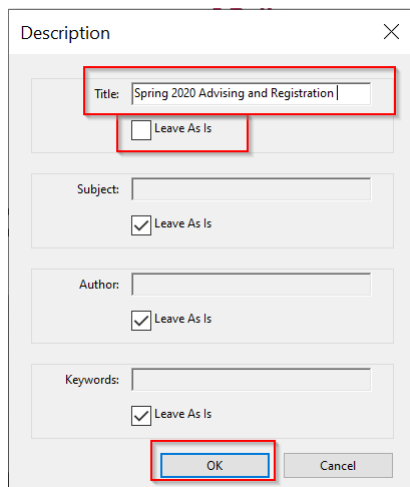 Description
Title: Spring 2020 Advising and Registration
Leave As Is
Subject:
Leave As Is
Author:
Leave As Is
Keywords:
Leave As Is
OK Cancel